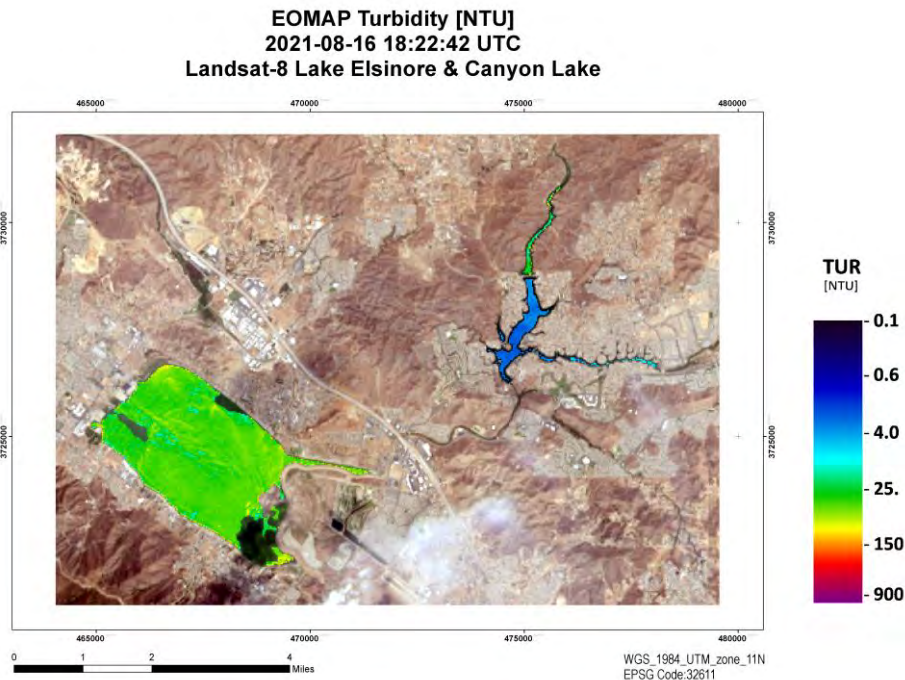 EOMAP Turbidity [NTU]
2021-08-16 18:22:42 UTC
Landsat-8 Lake Elsinore & Canyon Lake
465000 470000 475000 480000
3730000 3730000
3725000 3725000
465000 470000 475000 480000
TUR
[NTU]
- 0.1
- 0.6
- 4.0
- 25.
- 150
- 900
0 1 2 4
Miles
WGS_1984_UTM_zone_11N
EPSG Code:32611